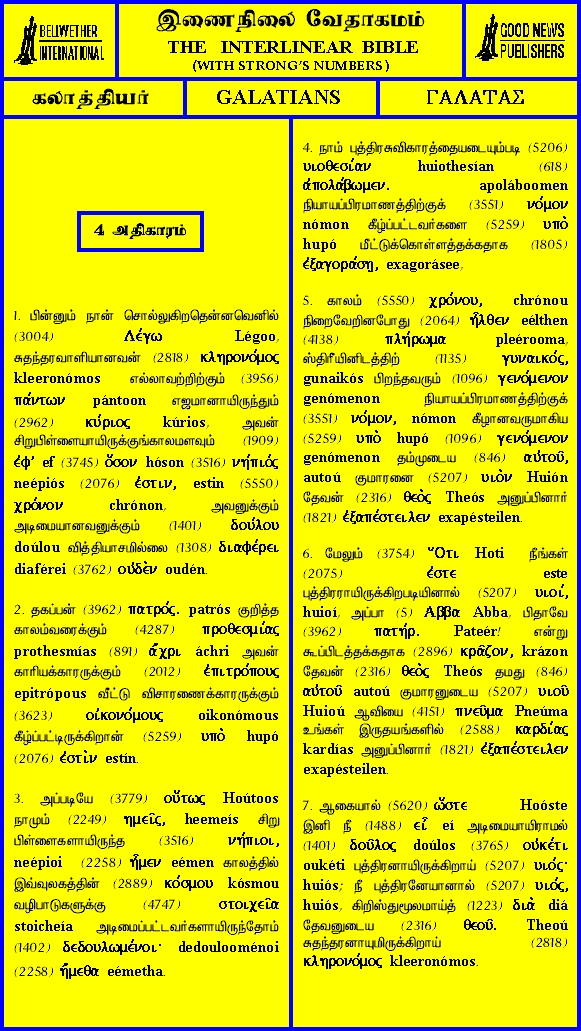 BELLWETHER
INTERNATIONAL
இணைநிலை வேதாகமம்
THE INTERLINEAR BIBLE
(WITH STRONG'S NUMBERS)
GOOD NEWS
PUBLISHERS
கலாத்தியர்
GALATIANS
ΓΑΛΑΤΑΣ
4 அதிகாரம்
1. பின்னும் நான் சொல்லுகிறதென்னவெனில்
(3004) Λέγω Légoo,
சுதந்தரவாளியானவன் (2818) κληρονόμος
kleeronómos எல்லாவற்றிற்கும் (3956)
πάντων pántoon எஜமானாயிருந்தும்
(2962) κύριος kúrios, அவன்
சிறுபிள்ளையாயிருக்குங்காலமளவும் (1909)
ἐφ’ ef (3745) ὅσον hóson (3516) νήπιός
neépiós (2076) ἐστιν, estin (5550)
χρόνον chrónon, அவனுக்கும்
அடிமையானவனுக்கும் (1401) δούλου
doúlou வித்தியாசமில்லை (1308) διαφέρει
diaférei (3762) οὐδὲν oudén.
2. தகப்பன் (3962) πατρός. patrós குறித்த
காலம்வரைக்கும் (4287) προθεσμίας
prothesmías (891) ἄχρι áchri அவன்
காரியக்காரருக்கும் (2012) ἐπιτρόπους
epitrópous வீட்டு விசாரணைக்காரருக்கும்
(3623) οἰκονόμους oikonómous
கீழ்ப்பட்டிருக்கிறான் (5259) υπὸ hupó
(2076) ἐστὶν estín.
3. அப்படியே (3779) οὕτως Hoútoos
நாமும் (2249) ημεῖς, heemeís சிறு
பிள்ளைகளாயிருந்த (3516) νήπιοι,
neépioi (2258) ἦμεν eémen காலத்தில்
இவ்வுலகத்தின் (2889) κόσμου kósmou
வழிபாடுகளுக்கு (4747) στοιχεῖα
stoicheía அடிமைப்பட்டவர்களாயிருந்தோம்
(1402) δεδουλωμένοι· dedoulooménoi
(2258) ἤμεθα eémetha.
4. நாம் புத்திரசுவிகாரத்தையடையும்படி (5206)
υιοθεσίαν huiothesían (618)
ἀπολάβωμεν. apoláboomen
நியாயப்பிரமாணத்திற்குக் (3551) νόμον
nómon கீழ்ப்பட்டவர்களை (5259) υπὸ
hupó மீட்டுக்கொள்ளத்தக்கதாக (1805)
ἐξαγοράσῃ, exagorásee,
5. காலம் (5550) χρόνου, chrónou
நிறைவேறினபோது (2064) ἦλθεν eélthen
(4138) πλήρωμα pleérooma,
ஸ்திரீயினிடத்திற் (1135) γυναικός,
gunaikós பிறந்தவரும் (1096) γενόμενον
genómenon நியாயப்பிரமாணத்திற்குக்
(3551) νόμον, nómon கீழானவருமாகிய
(5259) υπὸ hupó (1096) γενόμενον
genómenon தம்முடைய (846) αὐτοῦ,
autoú குமாரனை (5207) υιὸν Huión
தேவன் (2316) θεὸς Theós அனுப்பினார்
(1821) ἐξαπέστειλεν exapésteilen.
6. மேலும் (3754) Ὅτι Hoti நீங்கள்
(2075) ἐστε este
புத்திரராயிருக்கிறபடியினால் (5207) υιοί,
huioí, அப்பா (5) Αββα Abba, பிதாவே
(3962) πατήρ. Pateér! என்று
கூப்பிடத்தக்கதாக (2896) κρᾶζον, krázon
தேவன் (2316) θεὸς Theós தமது (846)
αὐτοῦ autoú குமாரனுடைய (5207) υιοῦ
Huioú ஆவியை (4151) πνεῦμα Pneúma
உங்கள் இருதயங்களில் (2588) καρδίας
kardías அனுப்பினார் (1821) ἐξαπέστειλεν
exapésteilen.
7. ஆகையால் (5620) ὥστε Hoóste
இனி நீ (1488) εἶ eí அடிமையாயிராமல்
(1401) δοῦλος doúlos (3765) οὐκέτι
oukéti புத்திரனாயிருக்கிறாய் (5207) υιός·
huiós; நீ புத்திரனேயானால் (5207) υιός,
huiós, கிறிஸ்துமூலமாய்த் (1223) διὰ diá
தேவனுடைய (2316) θεοῦ. Theoú
சுதந்தரனாயுமிருக்கிறாய் (2818)
κληρονόμος kleeronómos.